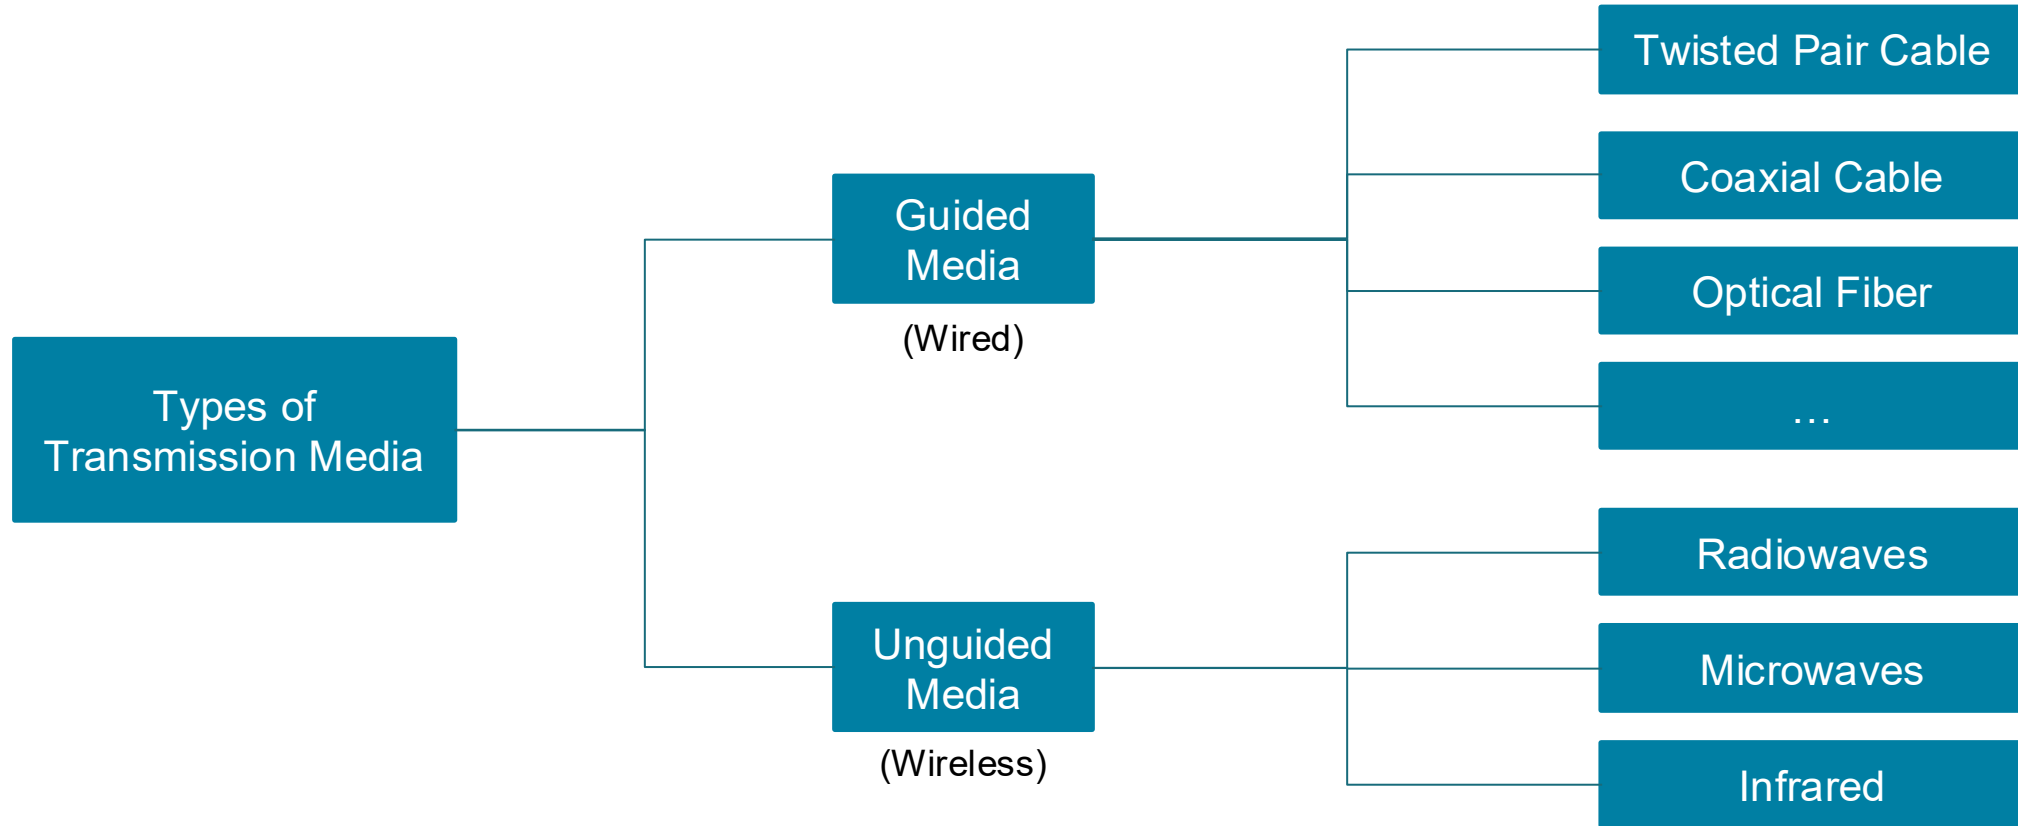 Types of
Transmission Media
Guided
Media
(Wired)
Twisted Pair Cable
Coaxial Cable
Optical Fiber
...
Unguided
Media
(Wireless)
Radiowaves
Microwaves
Infrared